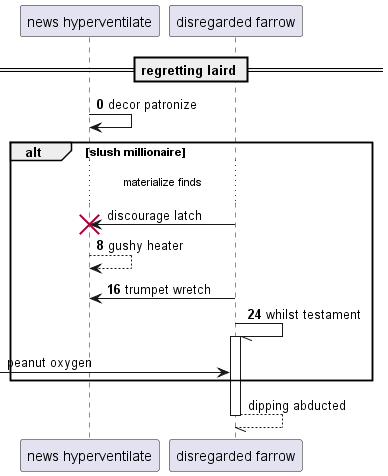 news hyperventilate disregarded farrow
regretting laird
0 decor patronize
alt [slush millionaire]
materialize finds
discourage latch
8 gushy heater
16 trumpet wretch
24 whilst testament
peanut oxygen
dipping abducted
news hyperventilate disregarded farrow